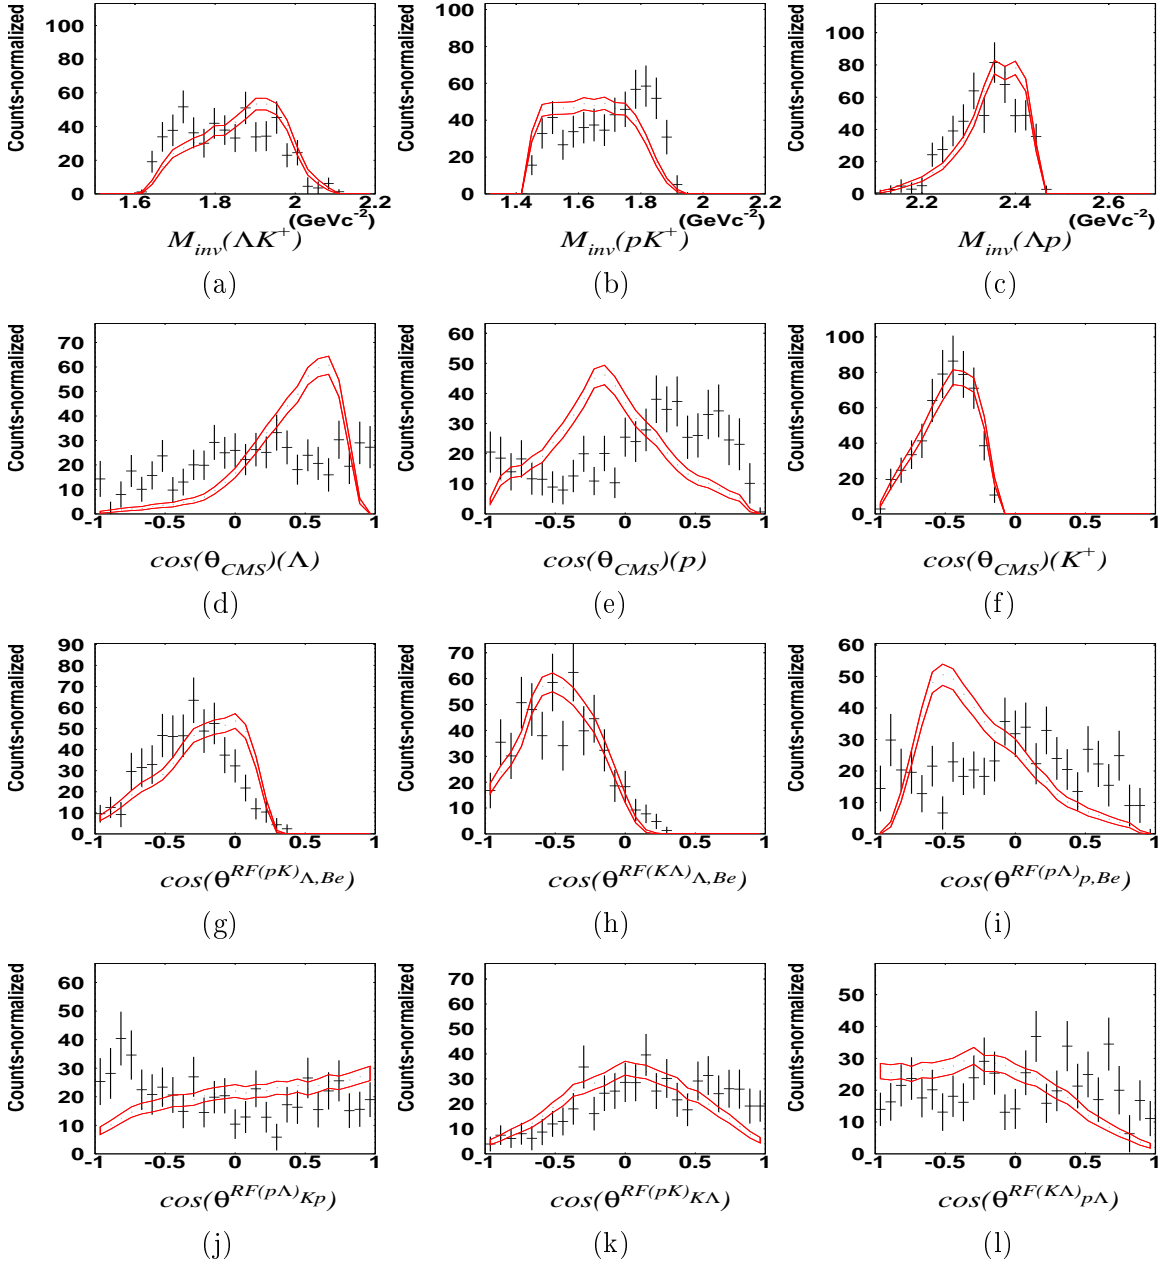 Counts-normalized
100
80
60
40
20
0
1.6 1.8 2 2.2
(GeVc⁻²)
M_inv(ΛK⁺)
(a)
Counts-normalized
100
80
60
40
20
0
1.4 1.6 1.8 2 2.2
(GeVc⁻²)
M_inv(pK⁺)
(b)
Counts-normalized
120
100
80
60
40
20
0
2.2 2.4 2.6
(GeVc⁻²)
M_inv(Λp)
(c)
Counts-normalized
70
60
50
40
30
20
10
0
-1 -0.5 0 0.5 1
cos(θ_CMS)(Λ)
(d)
Counts-normalized
60
50
40
30
20
10
0
-1 -0.5 0 0.5 1
cos(θ_CMS)(p)
(e)
Counts-normalized
100
80
60
40
20
0
-1 -0.5 0 0.5 1
cos(θ_CMS)(K⁺)
(f)
Counts-normalized
90
80
70
60
50
40
30
20
10
0
-1 -0.5 0 0.5 1
cos(θ^RF(pK)_Λ,Be)
(g)
Counts-normalized
70
60
50
40
30
20
10
0
-1 -0.5 0 0.5 1
cos(θ^RF(KΛ)_Λ,Be)
(h)
Counts-normalized
60
50
40
30
20
10
0
-1 -0.5 0 0.5 1
cos(θ^RF(pΛ)_p,Be)
(i)
Counts-normalized
60
50
40
30
20
10
0
-1 -0.5 0 0.5 1
cos(θ^RF(pΛ)_Kp)
(j)
Counts-normalized
70
60
50
40
30
20
10
0
-1 -0.5 0 0.5 1
cos(θ^RF(pK)_KΛ)
(k)
Counts-normalized
50
40
30
20
10
0
-1 -0.5 0 0.5 1
cos(θ^RF(KΛ)_pΛ)
(l)